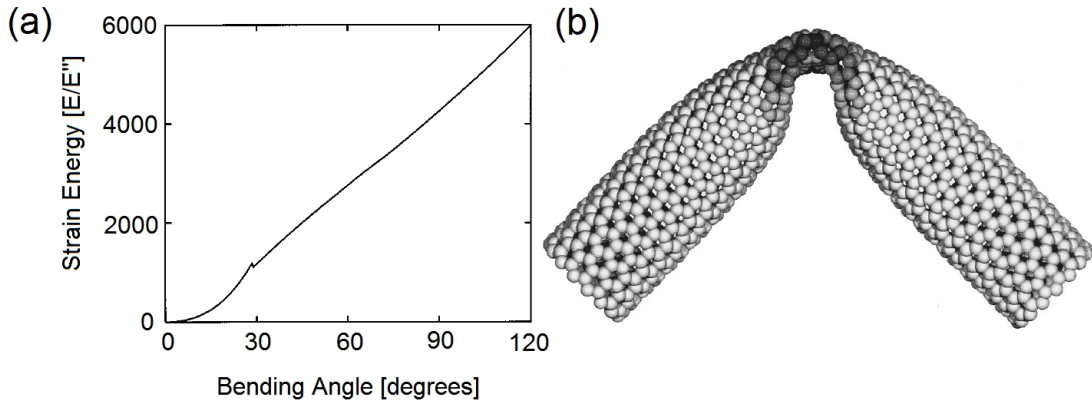 (a)
Strain Energy [E/E"]
6000
4000
2000
0
0 30 60 90 120
Bending Angle [degrees]
(b)